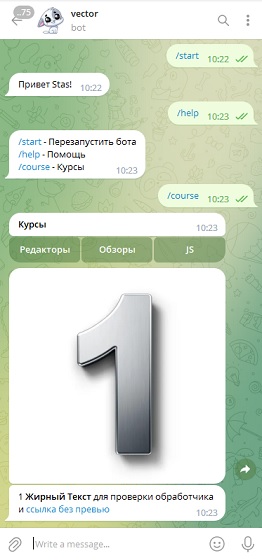 ..75
vector
bot
/start
10:22
Привет Stas!
10:22
/help
10:23
/start - Перезапустить бота
/help - Помощь
/course - Курсы
10:23
/course
10:23
Курсы
10:23
Редакторы Обзоры JS
1
1 Жирный Текст для проверки обработчика
и ссылка без превью
10:23
Write a message...